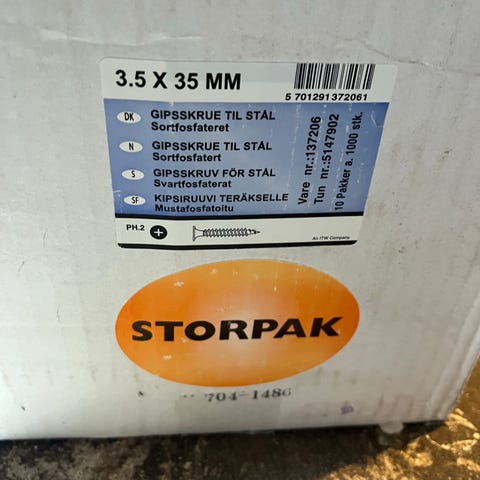 3.5 X 35 MM
5 701291 372061
DK GIPSSKRUE TIL STÅL
Sortfosfateret
N GIPSSKRUE TIL STÅL
Sortfosfatert
S GIPSSKRUV FÖR STÅL
Svartfosfaterat
SF KIPSIRUUVI TERÄKSELLE
Mustafosfatoitu
Vare nr.:137206
Tun nr.:5147902
10 Pakker a. 1000 stk.
PH.2
An ITW Company
STORPAK
704-1486